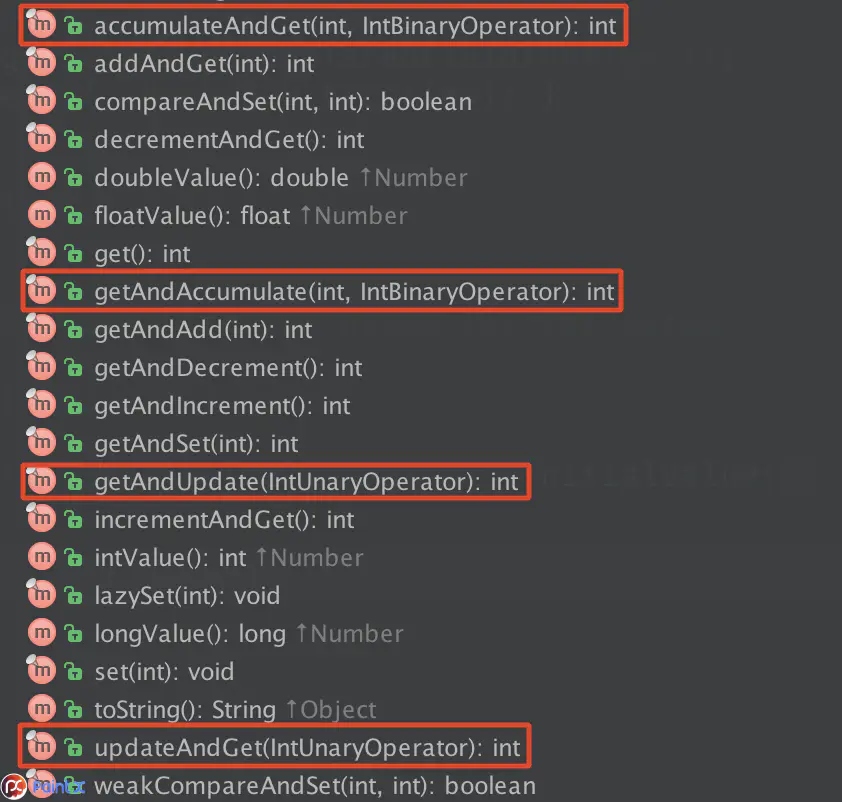 accumulateAndGet(int, IntBinaryOperator): int
addAndGet(int): int
compareAndSet(int, int): boolean
decrementAndGet(): int
doubleValue(): double ↑Number
floatValue(): float ↑Number
get(): int
getAndAccumulate(int, IntBinaryOperator): int
getAndAdd(int): int
getAndDecrement(): int
getAndIncrement(): int
getAndSet(int): int
getAndUpdate(IntUnaryOperator): int
incrementAndGet(): int
intValue(): int ↑Number
lazySet(int): void
longValue(): long ↑Number
set(int): void
toString(): String ↑Object
updateAndGet(IntUnaryOperator): int
weakCompareAndSet(int, int): boolean